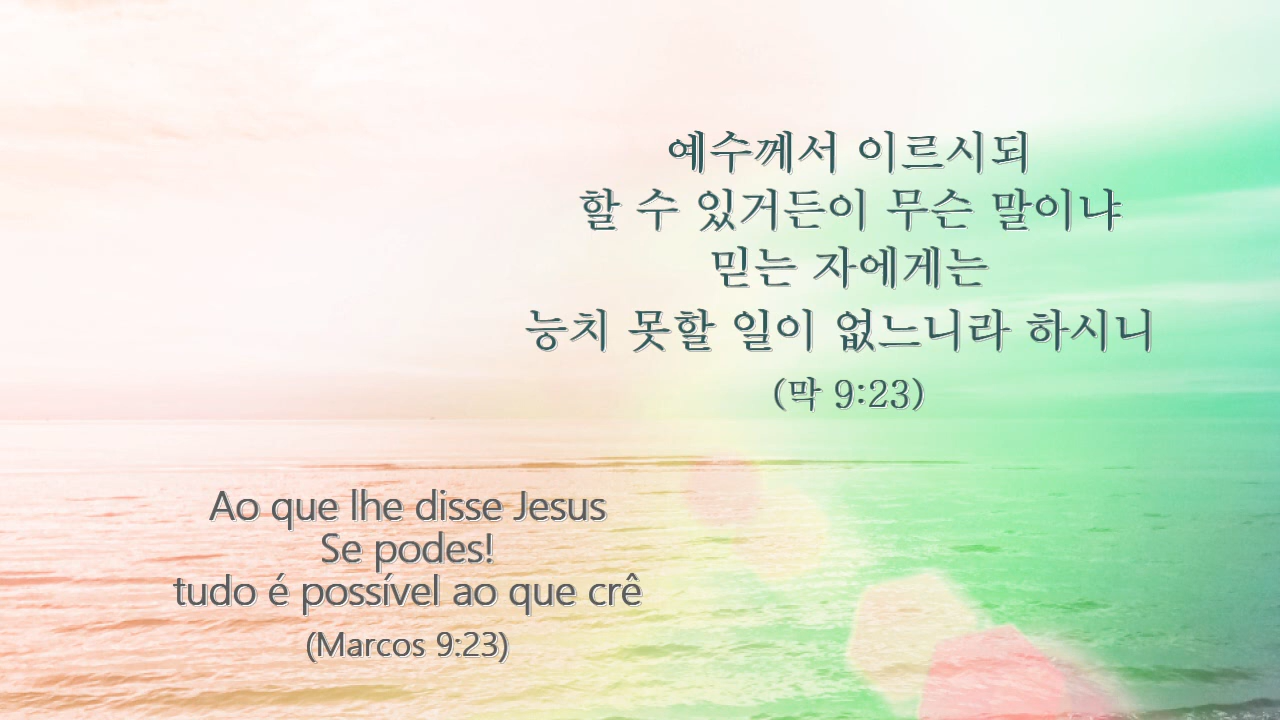 예수께서 이르시되
할 수 있거든이 무슨 말이냐
믿는 자에게는
능치 못할 일이 없느니라 하시니
(막 9:23)
Ao que lhe disse Jesus
Se podes!
tudo é possível ao que crê
(Marcos 9:23)